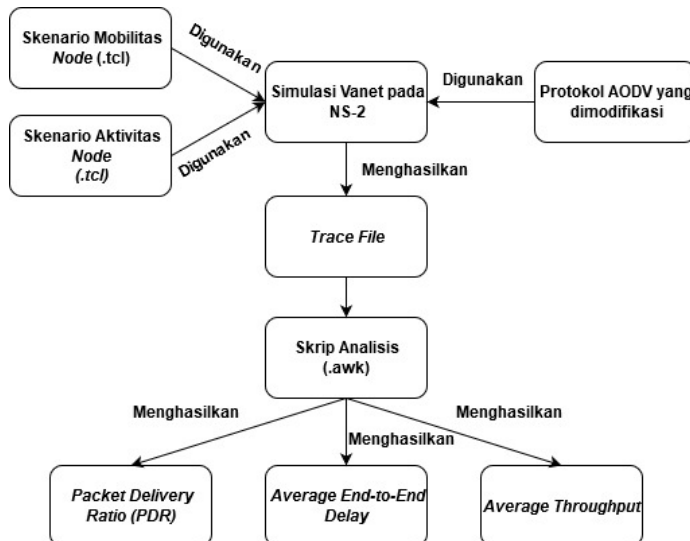 Skenario Mobilitas
Node (.tcl)
Digunakan
Simulasi Vanet pada
NS-2
Digunakan
Protokol AODV yang
dimodifikasi
Skenario Aktivitas
Node
(.tcl)
Digunakan
Menghasilkan
Trace File
Skrip Analisis
(.awk)
Menghasilkan
Menghasilkan
Menghasilkan
Packet Delivery
Ratio (PDR)
Average End-to-End
Delay
Average Throughput